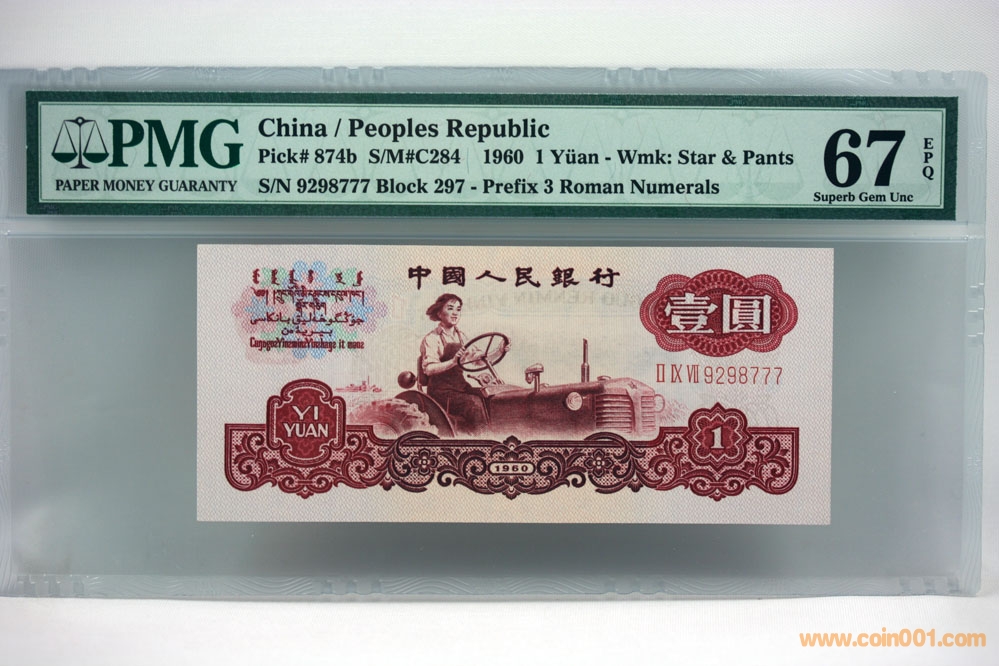 PMG
PAPER MONEY GUARANTY
China / Peoples Republic
Pick# 874b S/M#C284 1960 1 Yüan - Wmk: Star & Pants
S/N 9298777 Block 297 - Prefix 3 Roman Numerals
67
EPQ
Superb Gem Unc
中國人民銀行
壹圓
II IX VII 9298777
YI
YUAN
1
1960
www.coin001.com